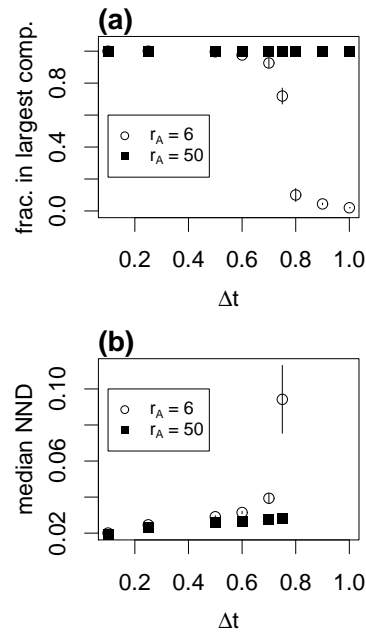 (a)
frac. in largest comp.
0.0 0.4 0.8
r_A = 6
r_A = 50
0.2 0.4 0.6 0.8 1.0
Δt
(b)
median NND
0.02 0.06 0.10
r_A = 6
r_A = 50
0.2 0.4 0.6 0.8 1.0
Δt